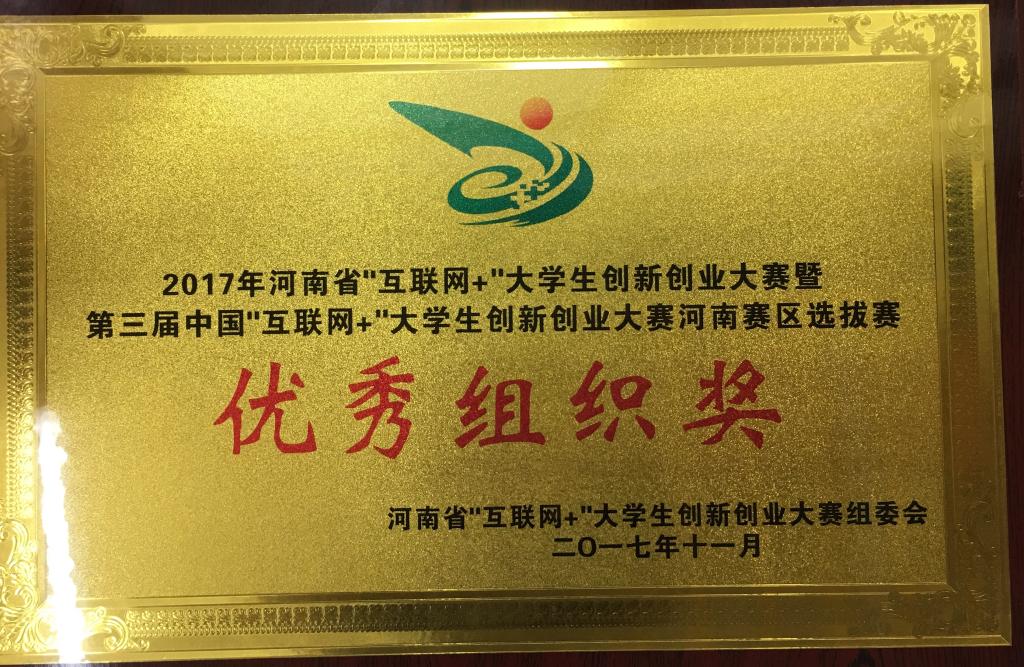 2017年河南省"互联网+"大学生创新创业大赛暨
第三届中国"互联网+"大学生创新创业大赛河南赛区选拔赛
优秀组织奖
河南省"互联网+"大学生创新创业大赛组委会
二〇一七年十一月